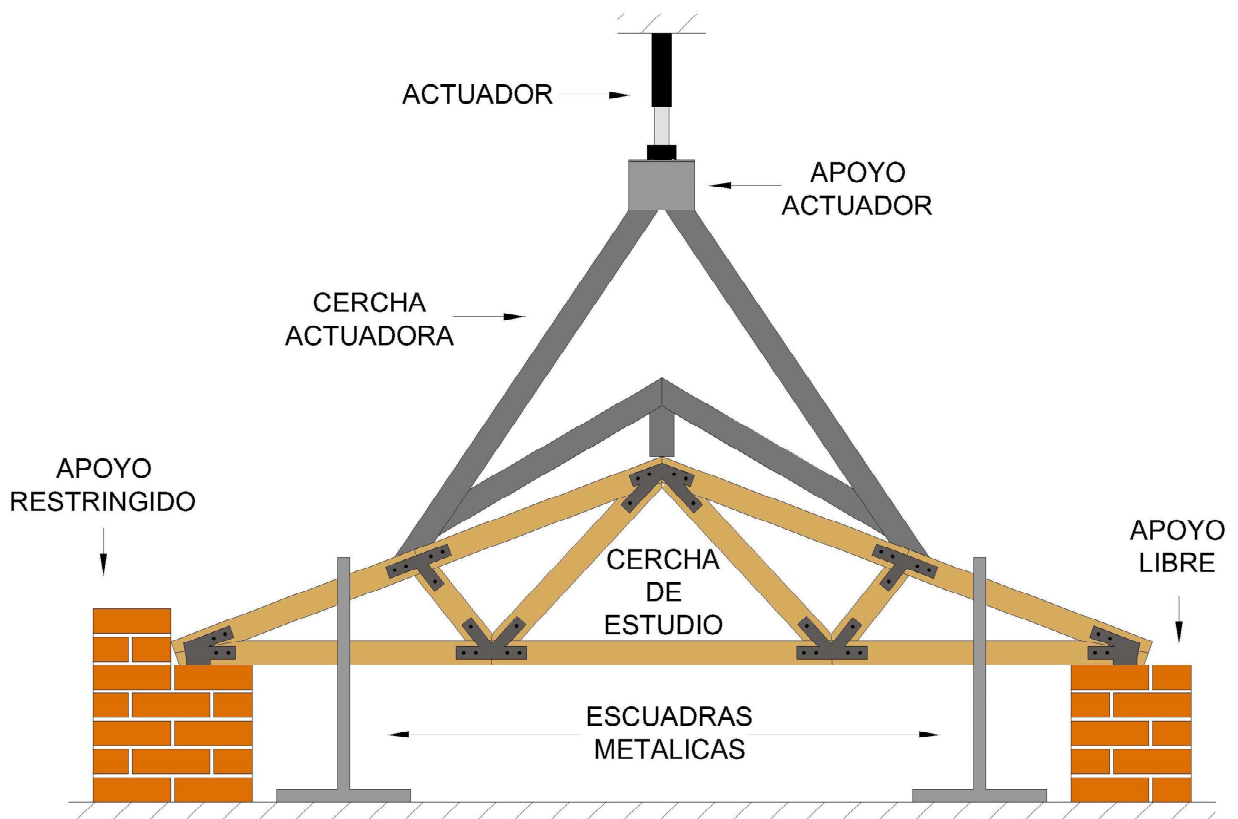 ACTUADOR
APOYO
ACTUADOR
CERCHA
ACTUADORA
APOYO
RESTRINGIDO
APOYO
LIBRE
CERCHA
DE
ESTUDIO
ESCUADRAS
METALICAS